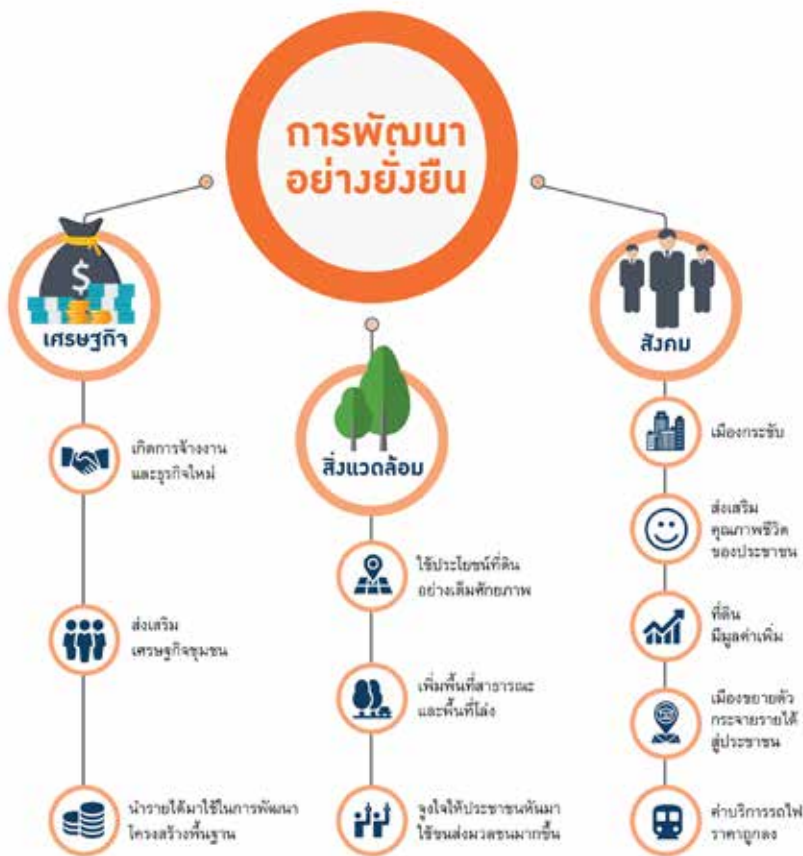 การพัฒนา
อย่างยั่งยืน
เศรษฐกิจ
เกิดการจ้างงาน
และธุรกิจใหม่
ส่งเสริม
เศรษฐกิจชุมชน
นำรายได้มาใช้ในการพัฒนา
โครงสร้างพื้นฐาน
สิ่งแวดล้อม
ใช้ประโยชน์ที่ดิน
อย่างเต็มศักยภาพ
เพิ่มพื้นที่สาธารณะ
และพื้นที่โล่ง
จูงใจให้ประชาชนหันมา
ใช้ขนส่งมวลชนมากขึ้น
สังคม
เมืองกระชับ
ส่งเสริม
คุณภาพชีวิต
ของประชาชน
ที่ดิน
มีมูลค่าเพิ่ม
เมืองขยายตัว
กระจายรายได้
สู่ประชาชน
ค่าบริการรถไฟ
ราคาถูกลง
$